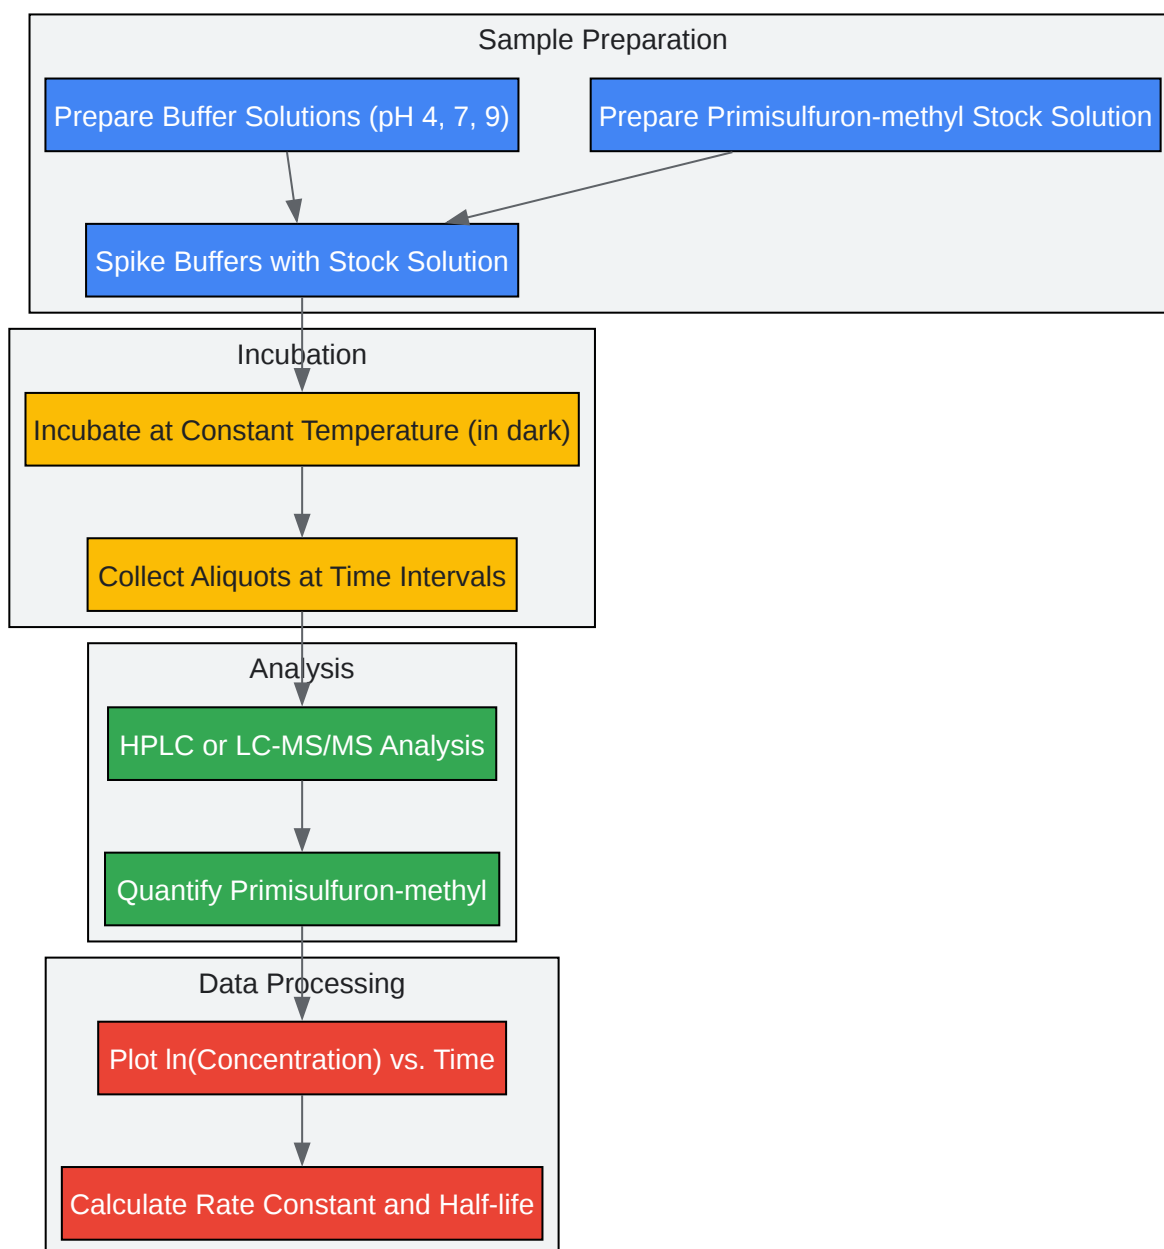 Sample Preparation
Prepare Buffer Solutions (pH 4, 7, 9)
Prepare Primisulfuron-methyl Stock Solution
Spike Buffers with Stock Solution
Incubation
Incubate at Constant Temperature (in dark)
Collect Aliquots at Time Intervals
Analysis
HPLC or LC-MS/MS Analysis
Quantify Primisulfuron-methyl
Data Processing
Plot ln(Concentration) vs. Time
Calculate Rate Constant and Half-life